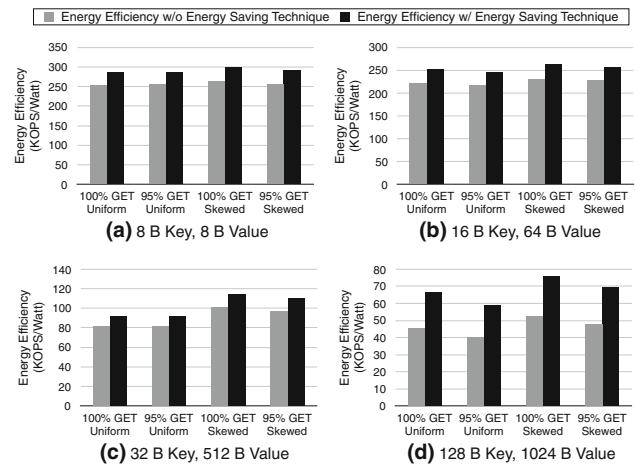 Energy Efficiency w/o Energy Saving Technique
Energy Efficiency w/ Energy Saving Technique
Energy Efficiency
(KOPS/Watt)
350
300
250
200
150
100
50
0
100% GET
Uniform
95% GET
Uniform
100% GET
Skewed
95% GET
Skewed
(a) 8 B Key, 8 B Value
Energy Efficiency
(KOPS/Watt)
300
250
200
150
100
50
0
100% GET
Uniform
95% GET
Uniform
100% GET
Skewed
95% GET
Skewed
(b) 16 B Key, 64 B Value
Energy Efficiency
(KOPS/Watt)
140
120
100
80
60
40
20
0
100% GET
Uniform
95% GET
Uniform
100% GET
Skewed
95% GET
Skewed
(c) 32 B Key, 512 B Value
Energy Efficiency
(KOPS/Watt)
80
70
60
50
40
30
20
10
0
100% GET
Uniform
95% GET
Uniform
100% GET
Skewed
95% GET
Skewed
(d) 128 B Key, 1024 B Value